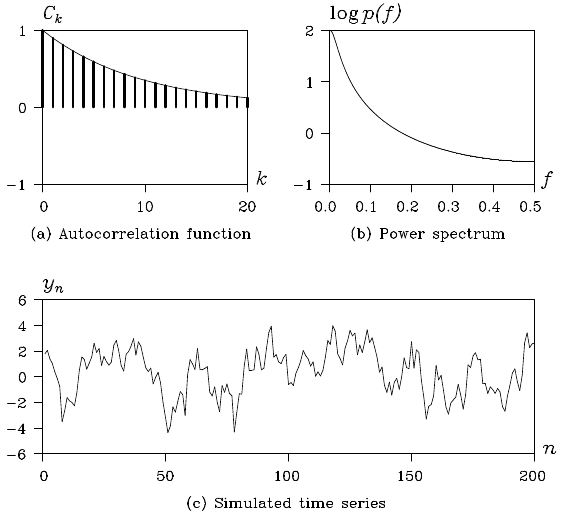 C_k log p(f)
1 2
1
0 0
−1 −1
k f
0 10 20 0.0 0.1 0.2 0.3 0.4 0.5
(a) Autocorrelation function (b) Power spectrum
y_n
6
4
2
0
−2
−4
−6
n
0 50 100 150 200
(c) Simulated time series